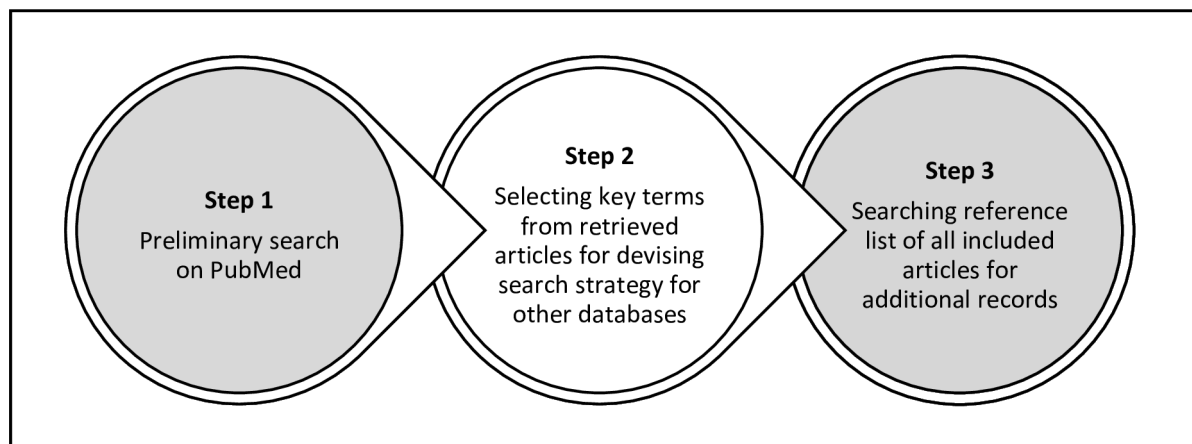 Step 1
Preliminary search
on PubMed
Step 2
Selecting key terms
from retrieved
articles for devising
search strategy for
other databases
Step 3
Searching reference
list of all included
articles for
additional records